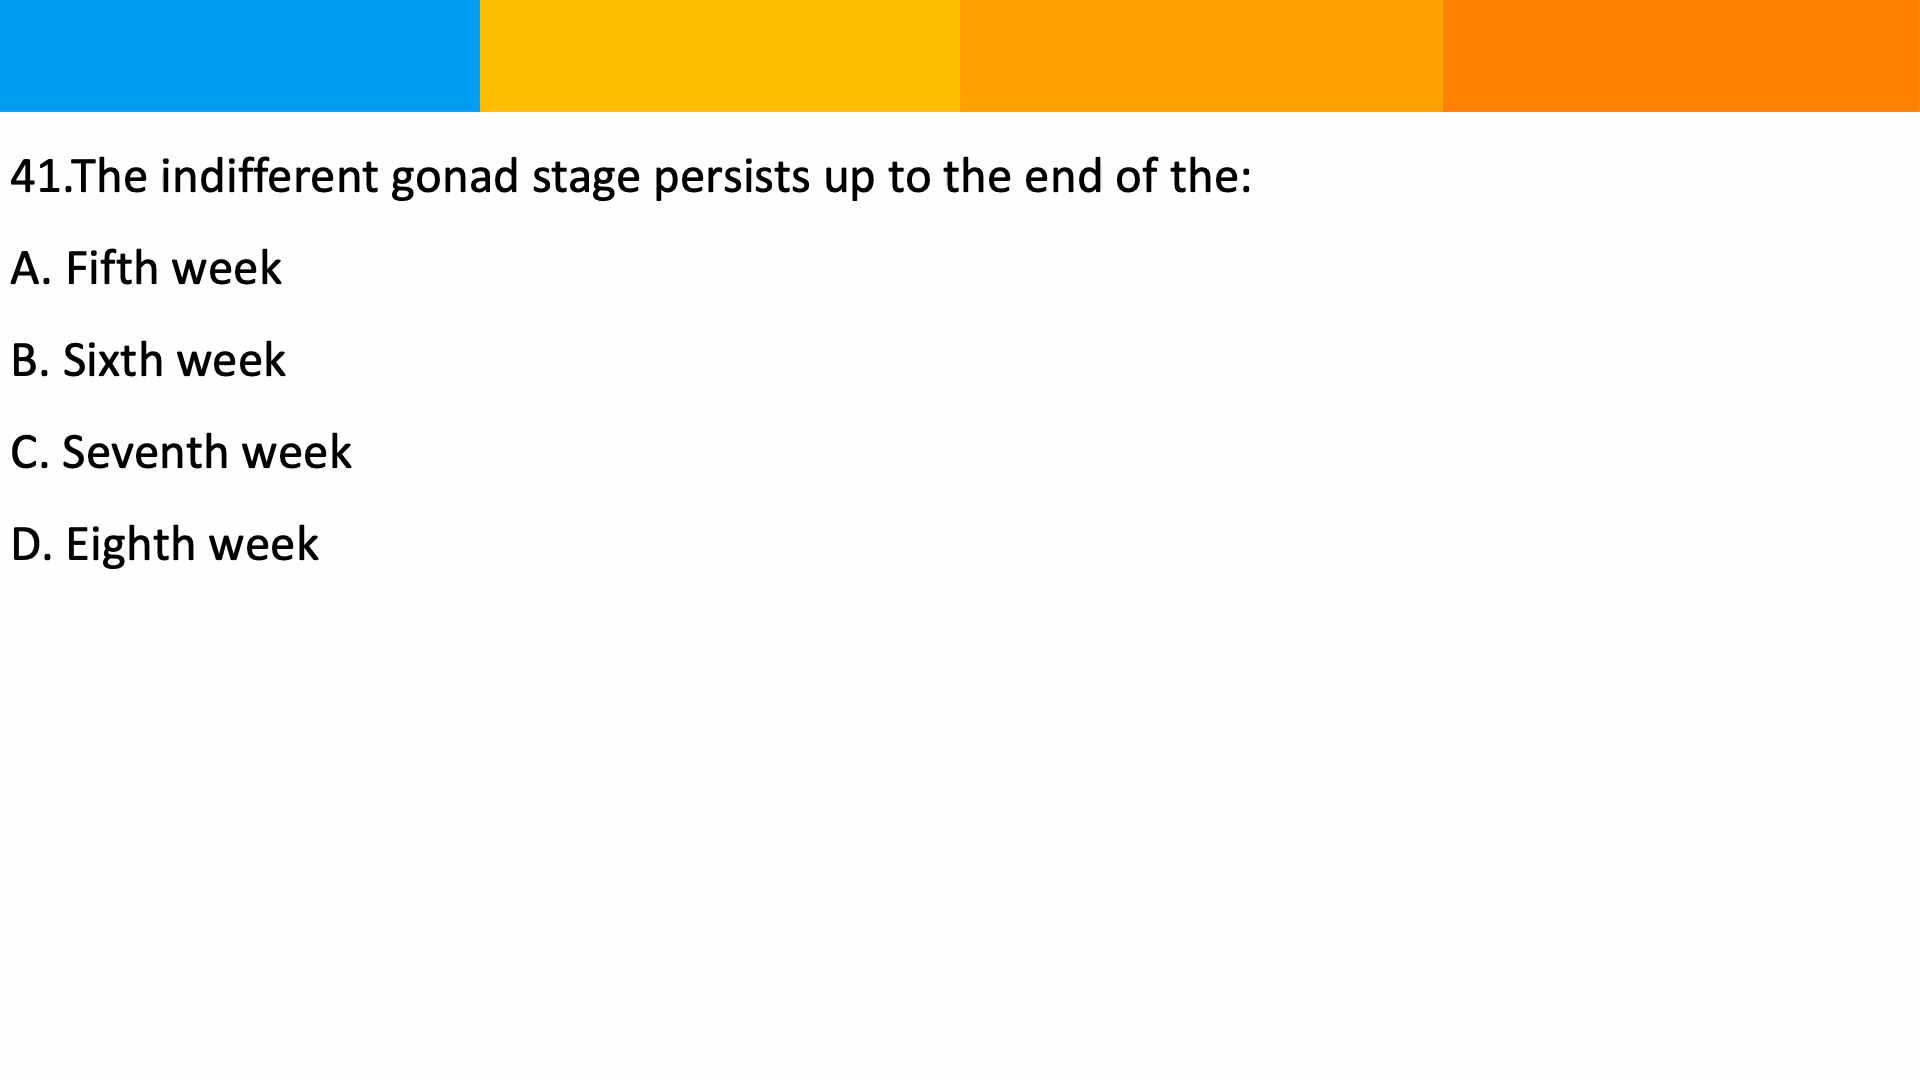 41.The indifferent gonad stage persists up to the end of the:
A. Fifth week
B. Sixth week
C. Seventh week
D. Eighth week